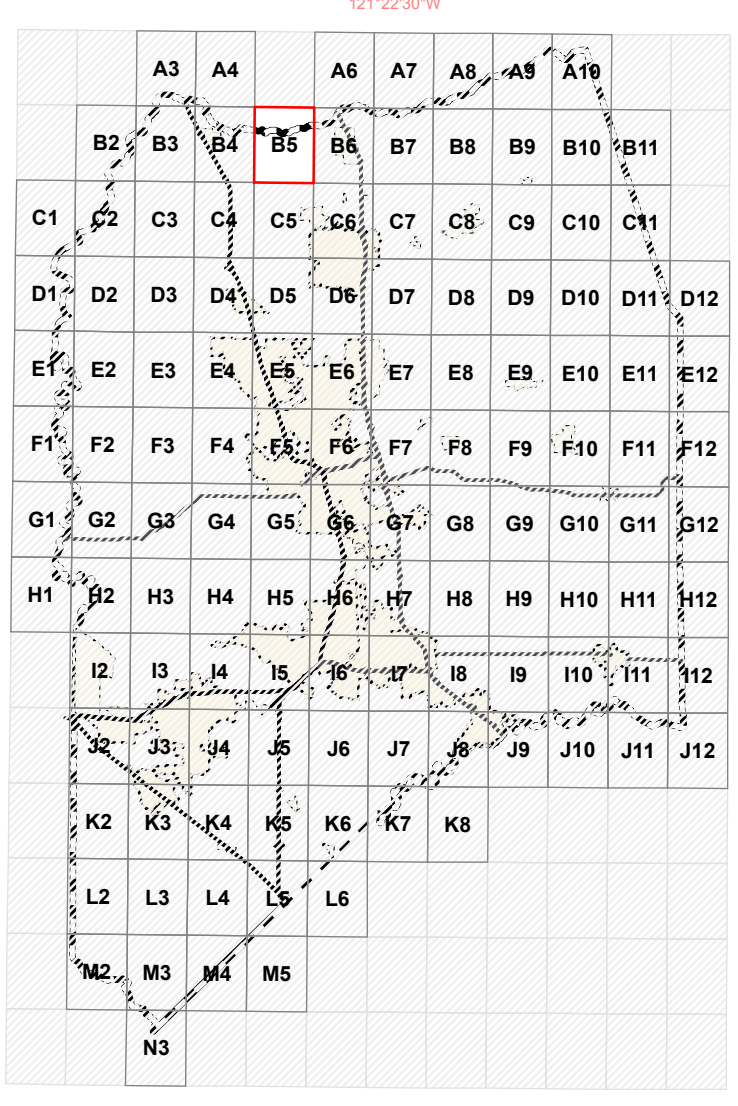 121°22'30"W
A3 A4 A6 A7 A8 A9 A10
B2 B3 B4 B5 B6 B7 B8 B9 B10 B11
C1 C2 C3 C4 C5 C6 C7 C8 C9 C10 C11
D1 D2 D3 D4 D5 D6 D7 D8 D9 D10 D11 D12
E1 E2 E3 E4 E5 E6 E7 E8 E9 E10 E11 E12
F1 F2 F3 F4 F5 F6 F7 F8 F9 F10 F11 F12
G1 G2 G3 G4 G5 G6 G7 G8 G9 G10 G11 G12
H1 H2 H3 H4 H5 H6 H7 H8 H9 H10 H11 H12
I2 I3 I4 I5 I6 I7 I8 I9 I10 I11 I12
J2 J3 J4 J5 J6 J7 J8 J9 J10 J11 J12
K2 K3 K4 K5 K6 K7 K8
L2 L3 L4 L5 L6
M2 M3 M4 M5
N3